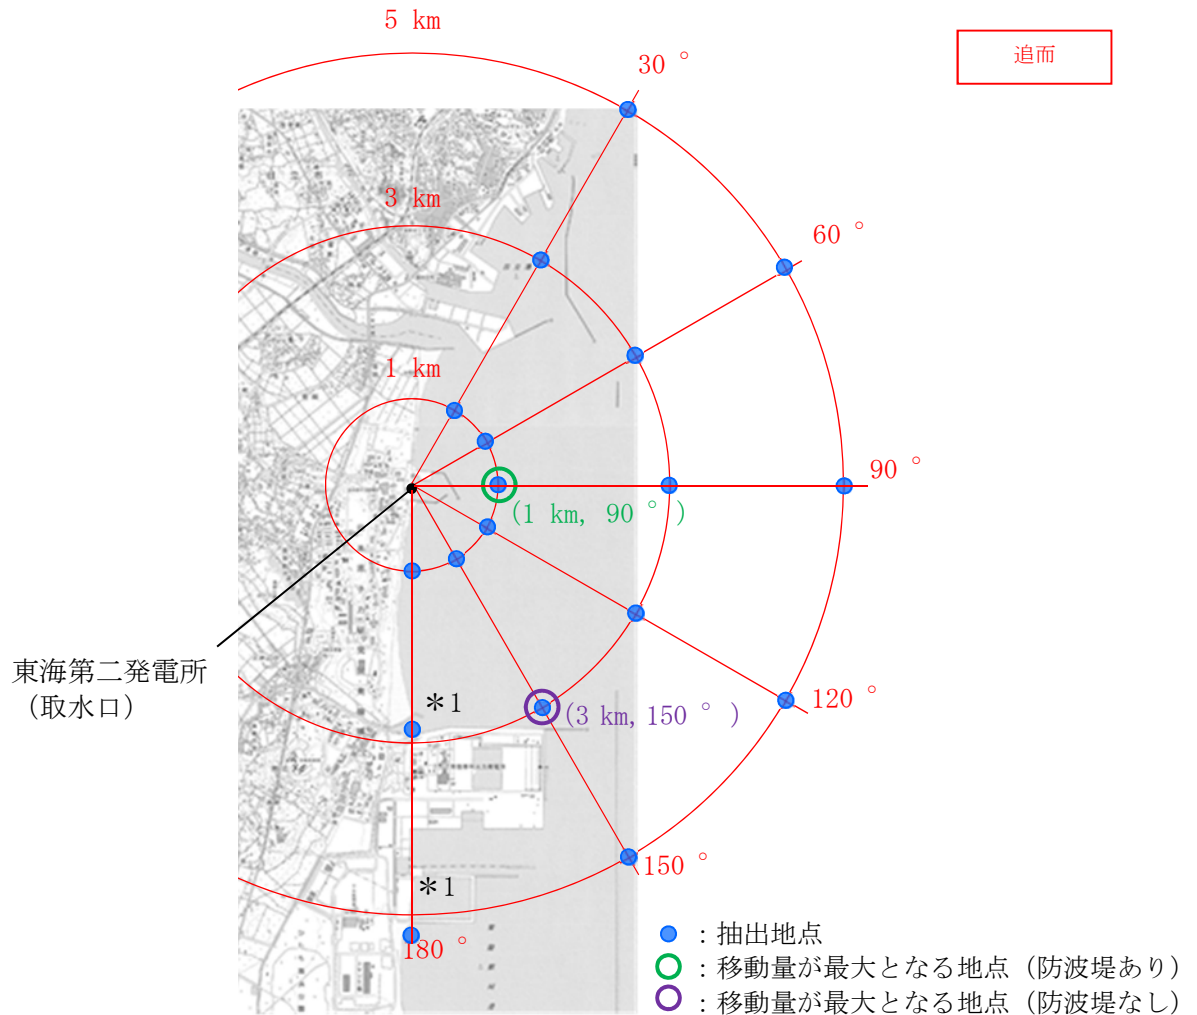 5 km
30 °
追而
3 km
60 °
1 km
90 °
(1 km, 90 ° )
東海第二発電所
（取水口）
＊1
(3 km, 150 ° )
120 °
150 °
＊1
180 °
：抽出地点
：移動量が最大となる地点（防波堤あり）
：移動量が最大となる地点（防波堤なし）